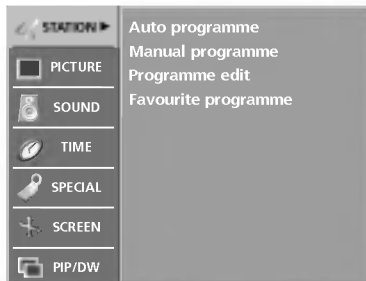 STATION
Auto programme
Manual programme
Programme edit
Favourite programme
PICTURE
SOUND
TIME
SPECIAL
SCREEN
PIP/DW